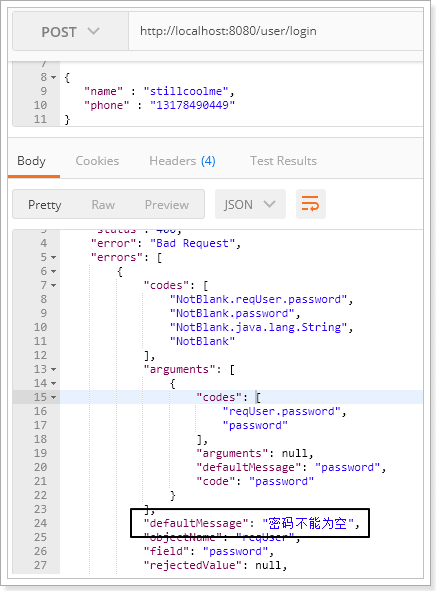 POST http://localhost:8080/user/login
7
8 {
9 "name" : "stillcoolme",
10 "phone" : "13178490449"
11 }
Body Cookies Headers (4) Test Results
Pretty Raw Preview JSON
3 "status": 400,
4 "error": "Bad Request",
5 "errors": [
6 {
7 "codes": [
8 "NotBlank.reqUser.password",
9 "NotBlank.password",
10 "NotBlank.java.lang.String",
11 "NotBlank"
12 ],
13 "arguments": [
14 {
15 "codes": [
16 "reqUser.password",
17 "password"
18 ],
19 "arguments": null,
20 "defaultMessage": "password",
21 "code": "password"
22 }
23 ],
24 "defaultMessage": "密码不能为空",
25 "objectName": "reqUser",
26 "field": "password",
27 "rejectedValue": null,